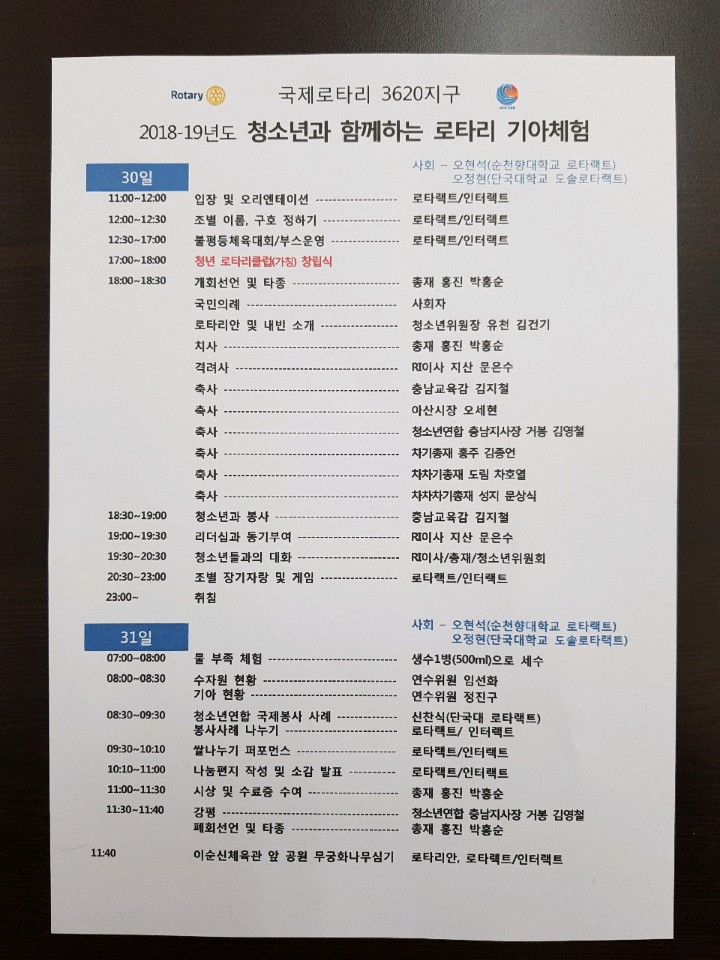 Rotary
국제로타리 3620지구
2018-19년도 청소년과 함께하는 로타리 기아체험
사회 - 오현석(순천향대학교 로타랙트)
오정현(단국대학교 도솔로타랙트)
30일
11:00~12:00 입장 및 오리앤테이션 ---------------- 로타랙트/인터랙트
12:00~12:30 조별 이름, 구호 정하기 --------------- 로타랙트/인터랙트
12:30~17:00 불평등체육대회/부스운영 ------------- 로타랙트/인터랙트
17:00~18:00 청년 로타리클럽(가칭) 창립식
18:00~18:30 개회선언 및 타종 -------------------- 총재 홍진 박홍순
국민의례 ---------------------------- 사회자
로타리안 및 내빈 소개 --------------- 청소년위원장 유천 김건기
치사 -------------------------------- 총재 홍진 박홍순
격려사 ------------------------------ RI이사 지산 문은수
축사 -------------------------------- 충남교육감 김지철
축사 -------------------------------- 아산시장 오세현
축사 -------------------------------- 청소년연합 충남지사장 거봉 김영철
축사 -------------------------------- 차기총재 홍주 김종언
축사 -------------------------------- 차차기총재 도림 차호열
축사 -------------------------------- 차차차기총재 성지 문상식
18:30~19:00 청소년과 봉사 ------------------------ 충남교육감 김지철
19:00~19:30 리더십과 동기부여 ------------------- RI이사 지산 문은수
19:30~20:30 청소년들과의 대화 ------------------- RI이사/총재/청소년위원회
20:30~23:00 조별 장기자랑 및 게임 --------------- 로타랙트/인터랙트
23:00~ 취침
사회 - 오현석(순천향대학교 로타랙트)
오정현(단국대학교 도솔로타랙트)
31일
07:00~08:00 물 부족 체험 ------------------------ 생수1병(500ml)으로 세수
08:00~08:30 수자원 현황 ------------------------- 연수위원 임선화
기아 현황 --------------------------- 연수위원 정진구
08:30~09:30 청소년연합 국제봉사 사례 ------------ 신찬식(단국대 로타랙트)
봉사사례 나누기 --------------------- 로타랙트/ 인터랙트
09:30~10:10 쌀나누기 퍼포먼스 ------------------- 로타랙트/인터랙트
10:10~11:00 나눔편지 작성 및 소감 발표 ---------- 로타랙트/인터랙트
11:00~11:30 시상 및 수료증 수여 ----------------- 총재 홍진 박홍순
11:30~11:40 강평 -------------------------------- 청소년연합 충남지사장 거봉 김영철
폐회선언 및 타종 -------------------- 총재 홍진 박홍순
11:40 이순신체육관 앞 공원 무궁화나무심기 로타리안, 로타랙트/인터랙트